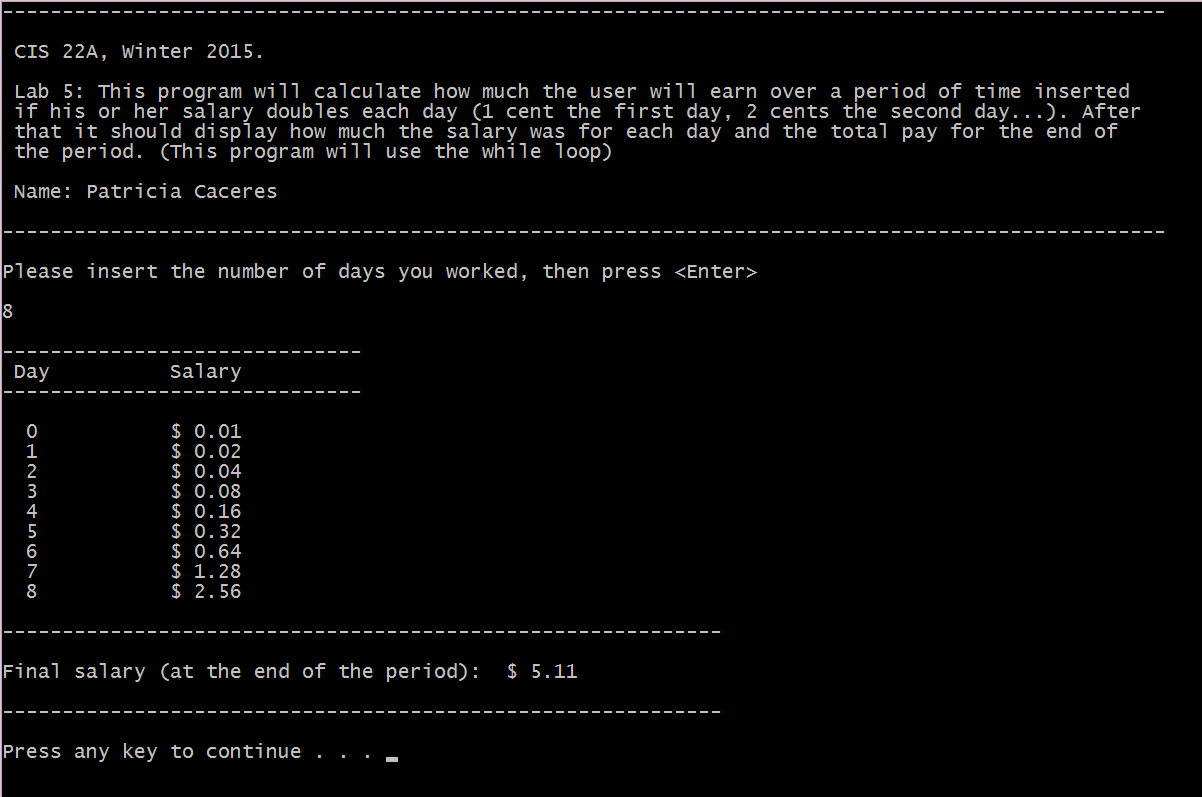 -------------------------------------------------------------------------------------------------
CIS 22A, Winter 2015.
Lab 5: This program will calculate how much the user will earn over a period of time inserted
if his or her salary doubles each day (1 cent the first day, 2 cents the second day...). After
that it should display how much the salary was for each day and the total pay for the end of
the period. (This program will use the while loop)
Name: Patricia Caceres
-------------------------------------------------------------------------------------------------
Please insert the number of days you worked, then press <Enter>
8
------------------------------
Day Salary
------------------------------
0 $ 0.01
1 $ 0.02
2 $ 0.04
3 $ 0.08
4 $ 0.16
5 $ 0.32
6 $ 0.64
7 $ 1.28
8 $ 2.56
------------------------------------------------------------
Final salary (at the end of the period): $ 5.11
------------------------------------------------------------
Press any key to continue . . . _